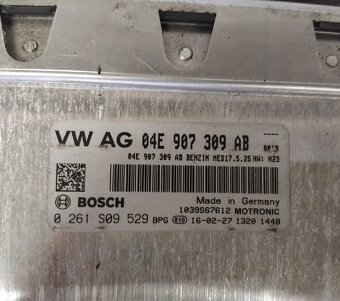 VW AG 04E 907 309 AB
04E 907 309 AB BENZIN MED17.5.25 HW: H23
BOSCH
Made in Germany
1039S67612 MOTRONIC
0 261 S09 529 BPG 16-02-27 1320 1448